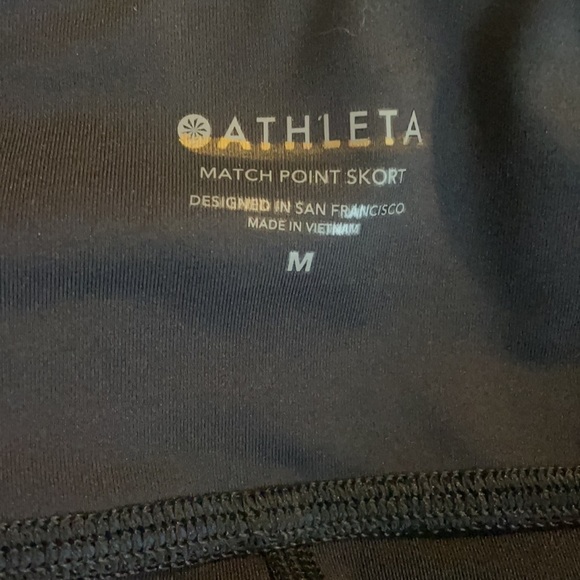 ATHLETA
MATCH POINT SKORT
DESIGNED IN SAN FRANCISCO
MADE IN VIETNAM
M